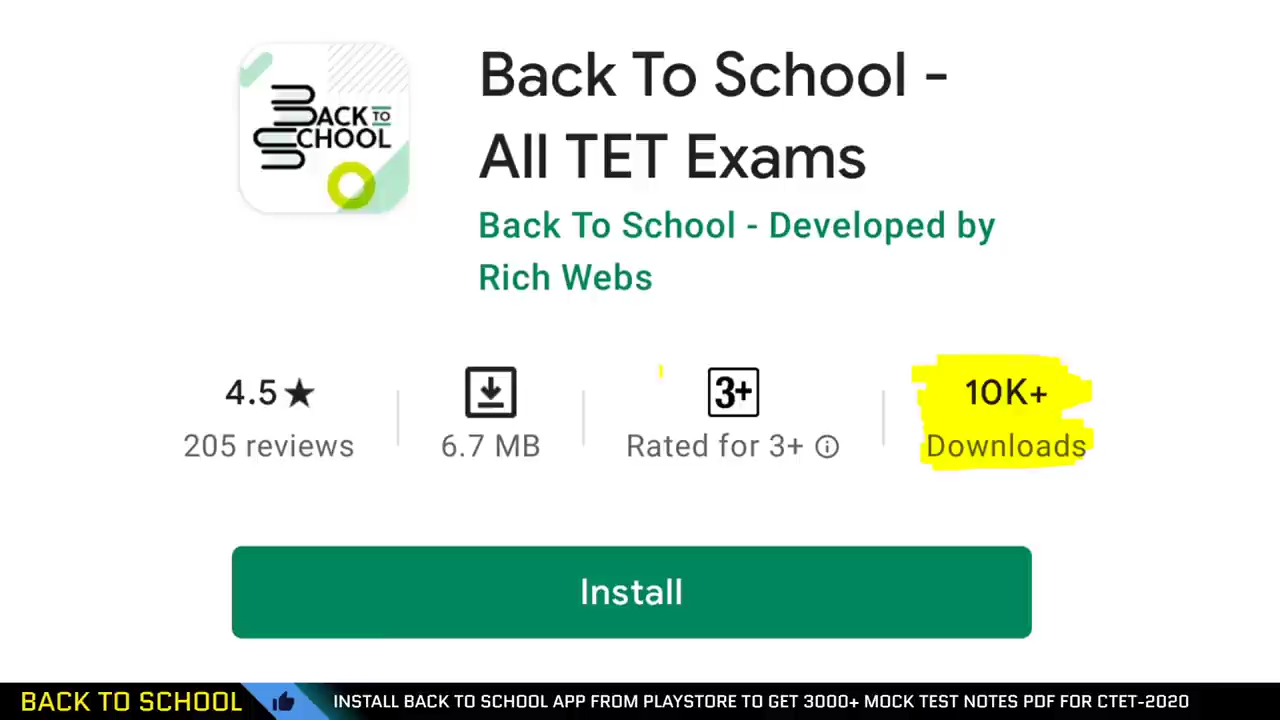 BACK TO
SCHOOL
Back To School -
All TET Exams
Back To School - Developed by
Rich Webs
4.5★
205 reviews
6.7 MB
3+
Rated for 3+
10K+
Downloads
Install
BACK TO SCHOOL
INSTALL BACK TO SCHOOL APP FROM PLAYSTORE TO GET 3000+ MOCK TEST NOTES PDF FOR CTET-2020